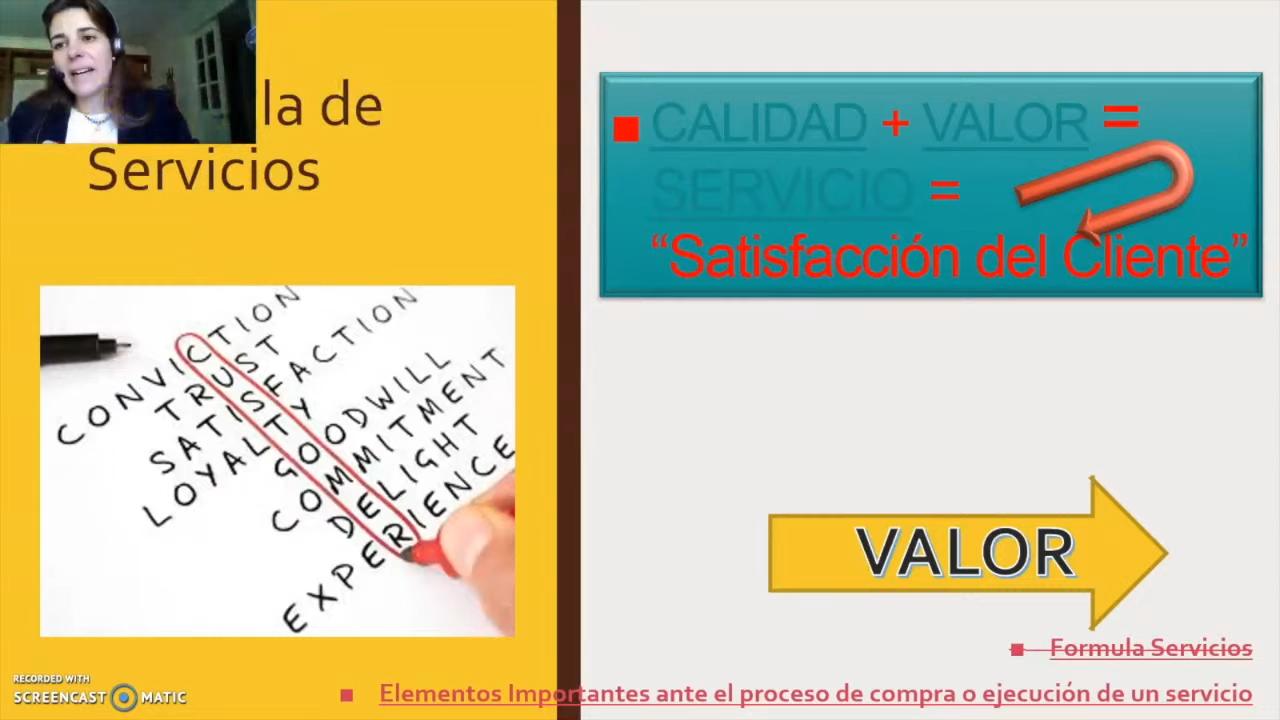 la de
Servicios
CALIDAD + VALOR =
SERVICIO =
“Satisfacción del Cliente”
CONVICTION
TRUST
SATISFACTION
LOYALTY
GOODWILL
COMMITMENT
DELIGHT
EXPERIENCE
VALOR
Formula Servicios
Elementos Importantes ante el proceso de compra o ejecución de un servicio
RECORDED WITH
SCREENCAST MATIC